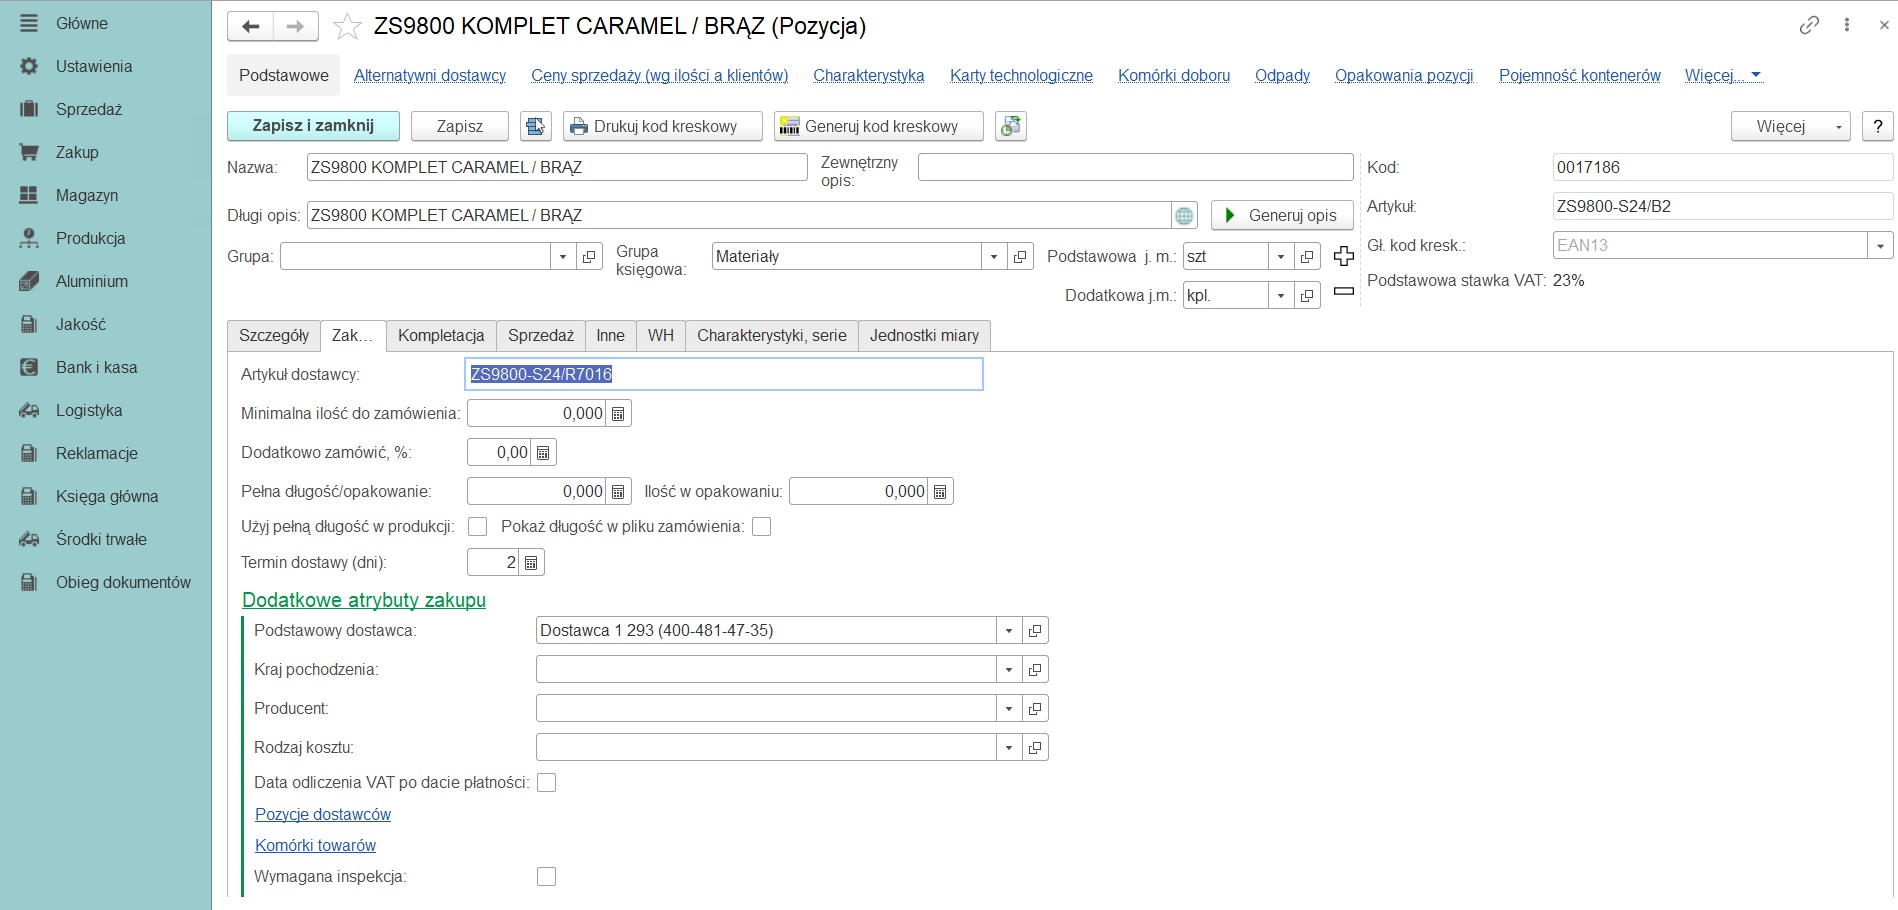 Główne
Ustawienia
Sprzedaż
Zakup
Magazyn
Produkcja
Aluminium
Jakość
Bank i kasa
Logistyka
Reklamacje
Księga główna
Środki trwałe
Obieg dokumentów
ZS9800 KOMPLET CARAMEL / BRĄZ (Pozycja)
Podstawowe Alternatywni dostawcy Ceny sprzedaży (wg ilości a klientów) Charakterystyka Karty technologiczne Komórki doboru Odpady Opakowania pozycji Pojemność kontenerów Więcej...
Zapisz i zamknij Zapisz Drukuj kod kreskowy Generuj kod kreskowy Więcej ?
Nazwa: ZS9800 KOMPLET CARAMEL / BRĄZ Zewnętrzny opis: Kod: 0017186
Długi opis: ZS9800 KOMPLET CARAMEL / BRĄZ Generuj opis Artykuł: ZS9800-S24/B2
Grupa: Grupa księgowa: Materiały Podstawowa j. m.: szt Gł. kod kresk.: EAN13
Dodatkowa j.m.: kpl. Podstawowa stawka VAT: 23%
Szczegóły Zak... Kompletacja Sprzedaż Inne WH Charakterystyki, serie Jednostki miary
Artykuł dostawcy: ZS9800-S24/R7016
Minimalna ilość do zamówienia: 0,000
Dodatkowo zamówić, %: 0,00
Pełna długość/opakowanie: 0,000 Ilość w opakowaniu: 0,000
Użyj pełną długość w produkcji: Pokaż długość w pliku zamówienia:
Termin dostawy (dni): 2
Dodatkowe atrybuty zakupu
Podstawowy dostawca: Dostawca 1 293 (400-481-47-35)
Kraj pochodzenia:
Producent:
Rodzaj kosztu:
Data odliczenia VAT po dacie płatności:
Pozycje dostawców
Komórki towarów
Wymagana inspekcja: